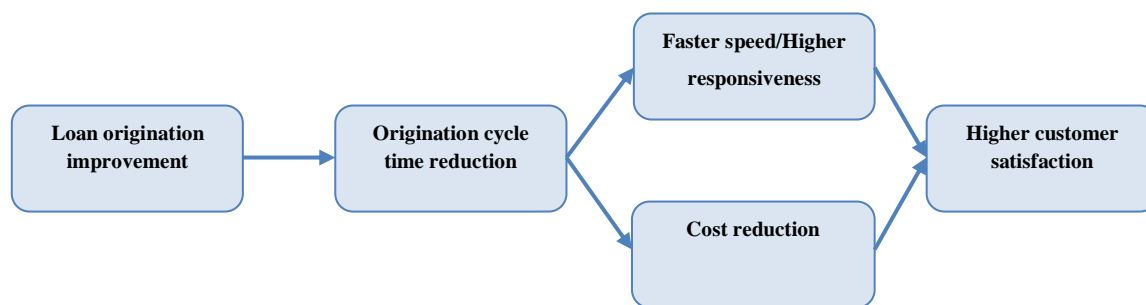 Loan origination
improvement
Origination cycle
time reduction
Faster speed/Higher
responsiveness
Cost reduction
Higher customer
satisfaction